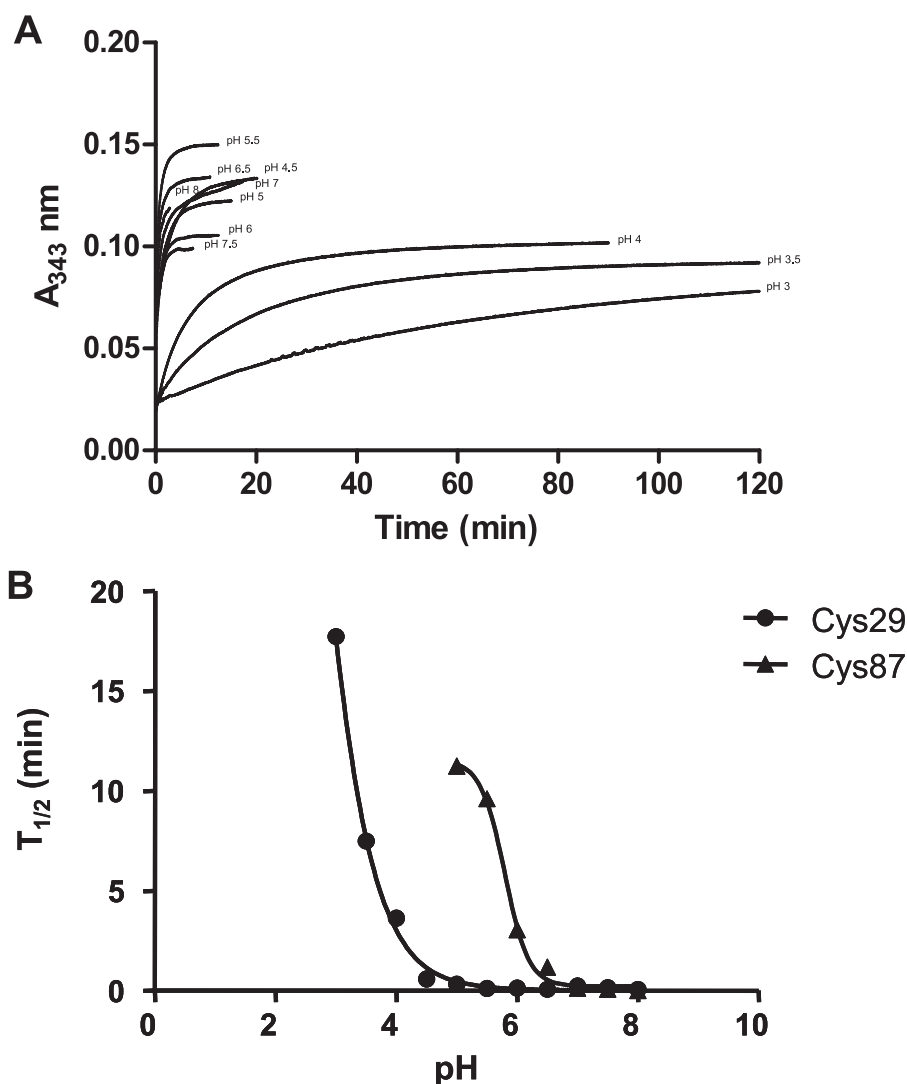 A
0.20
0.15
0.10
0.05
0.00
A343 nm
pH 5.5
pH 6.5
pH 4.5
pH 8
pH 7
pH 5
pH 6
pH 7.5
pH 4
pH 3.5
pH 3
0 20 40 60 80 100 120
Time (min)
B
20
15
10
5
0
T1/2 (min)
Cys29
Cys87
0 2 4 6 8 10
pH